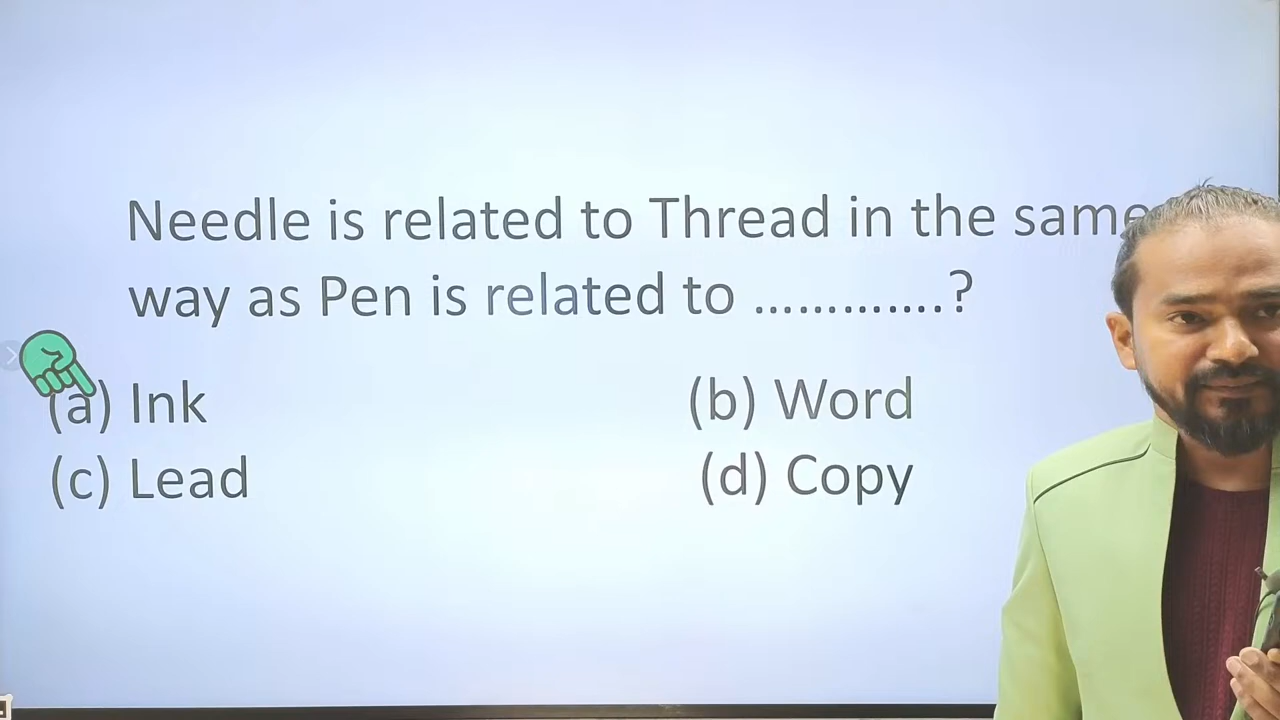 Needle is related to Thread in the same
way as Pen is related to .............?
(a) Ink (b) Word
(c) Lead (d) Copy